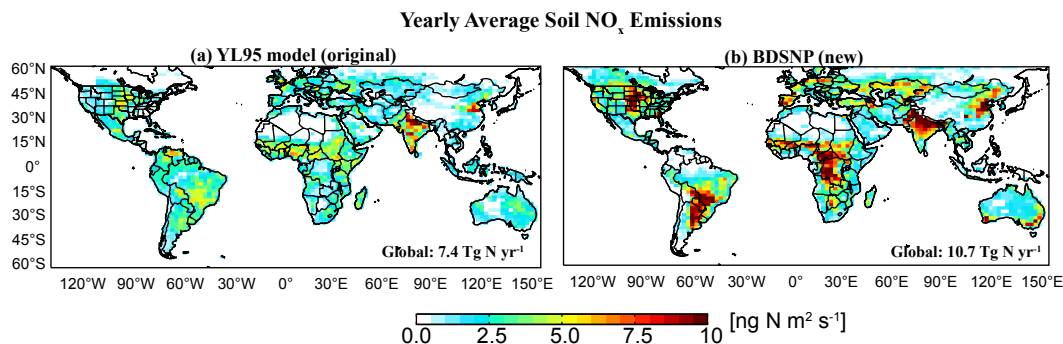 Yearly Average Soil NOx Emissions
(a) YL95 model (original)
(b) BDSNP (new)
60°N
45°N
30°N
15°N
0°
15°S
30°S
45°S
60°S
Global: 7.4 Tg N yr-1
Global: 10.7 Tg N yr-1
120°W 90°W 60°W 30°W 0° 30°E 60°E 90°E 120°E 150°E
120°W 90°W 60°W 30°W 0° 30°E 60°E 90°E 120°E 150°E
[ng N m2 s-1]
0.0 2.5 5.0 7.5 10